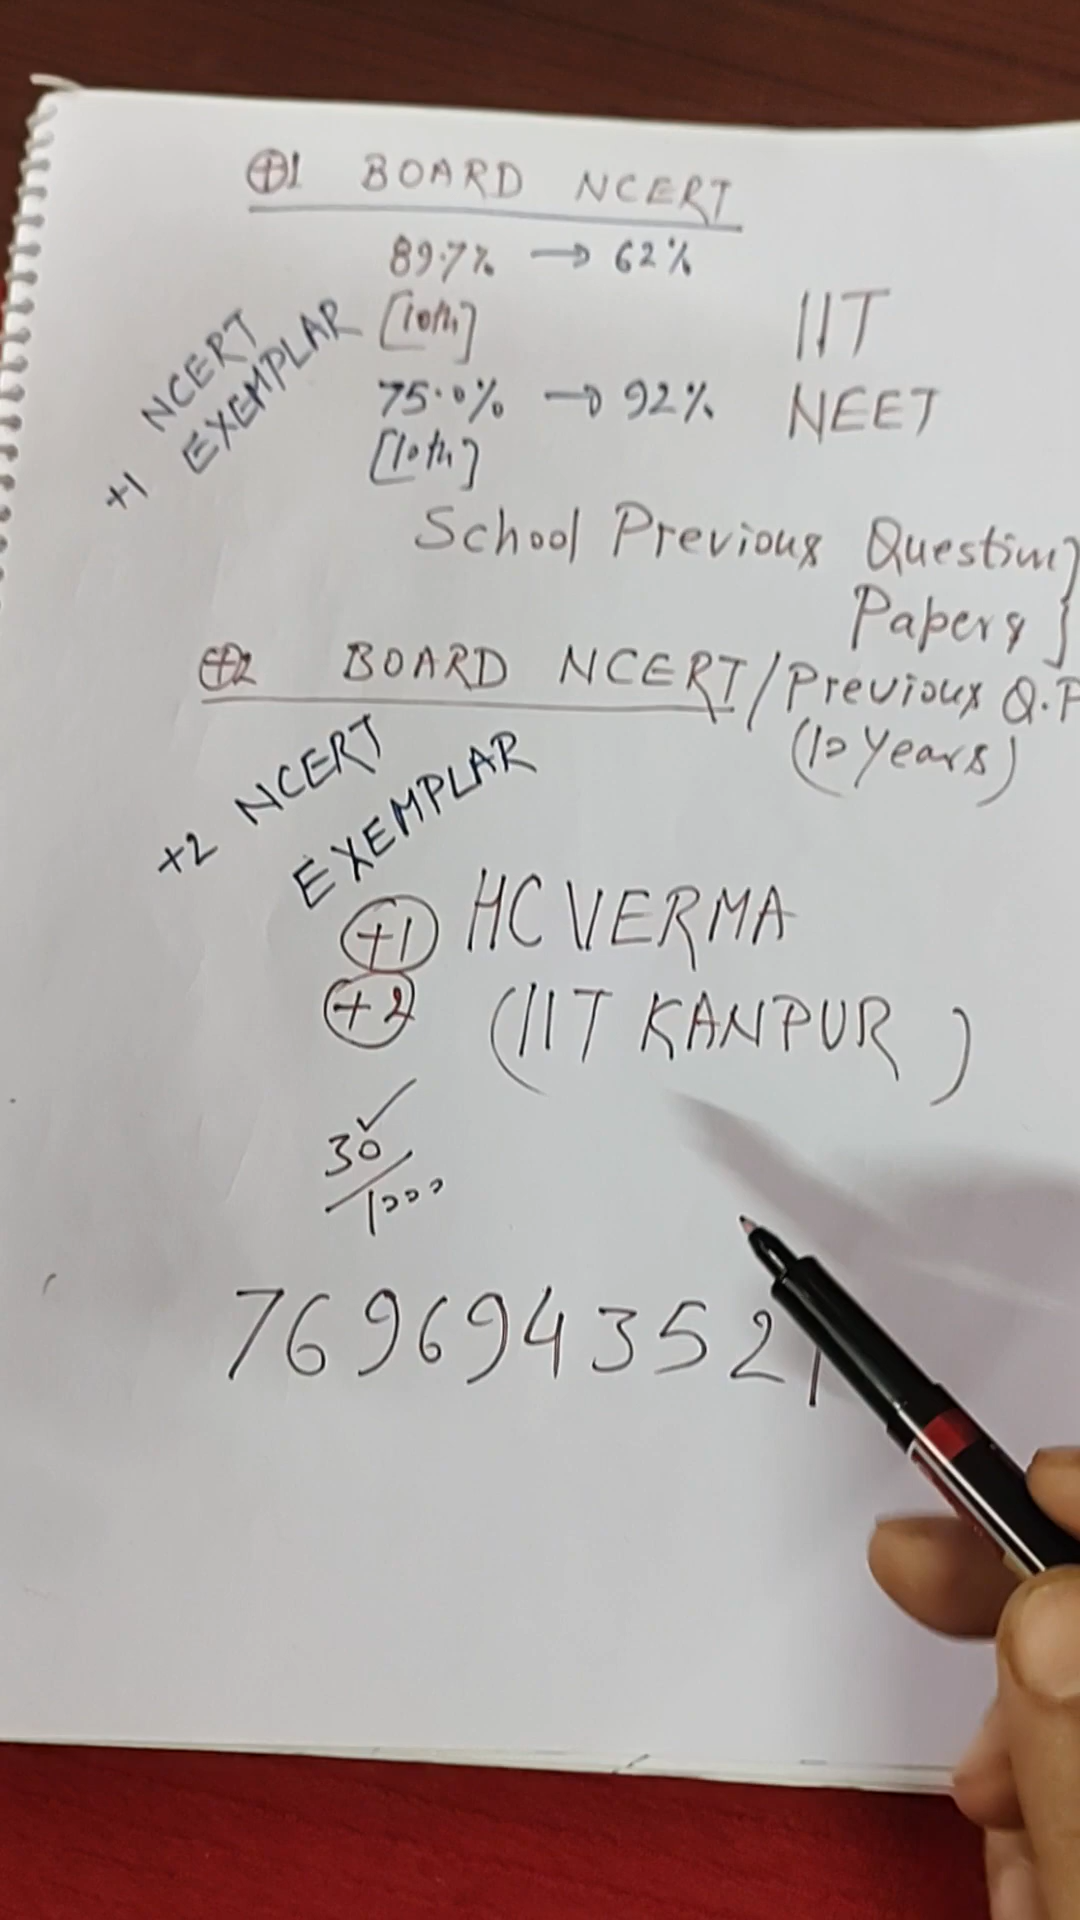 +1 BOARD NCERT
89.7% → 62%
[10th]
IIT
75.0% → 92%
[10th]
NEET
+1 NCERT
EXEMPLAR
School Previous Question
Papers
+2 BOARD NCERT/Previous Q.P
(10 Years)
+2 NCERT
EXEMPLAR
+1 HC VERMA
+2 (IIT KANPUR)
30
/1000
769694352